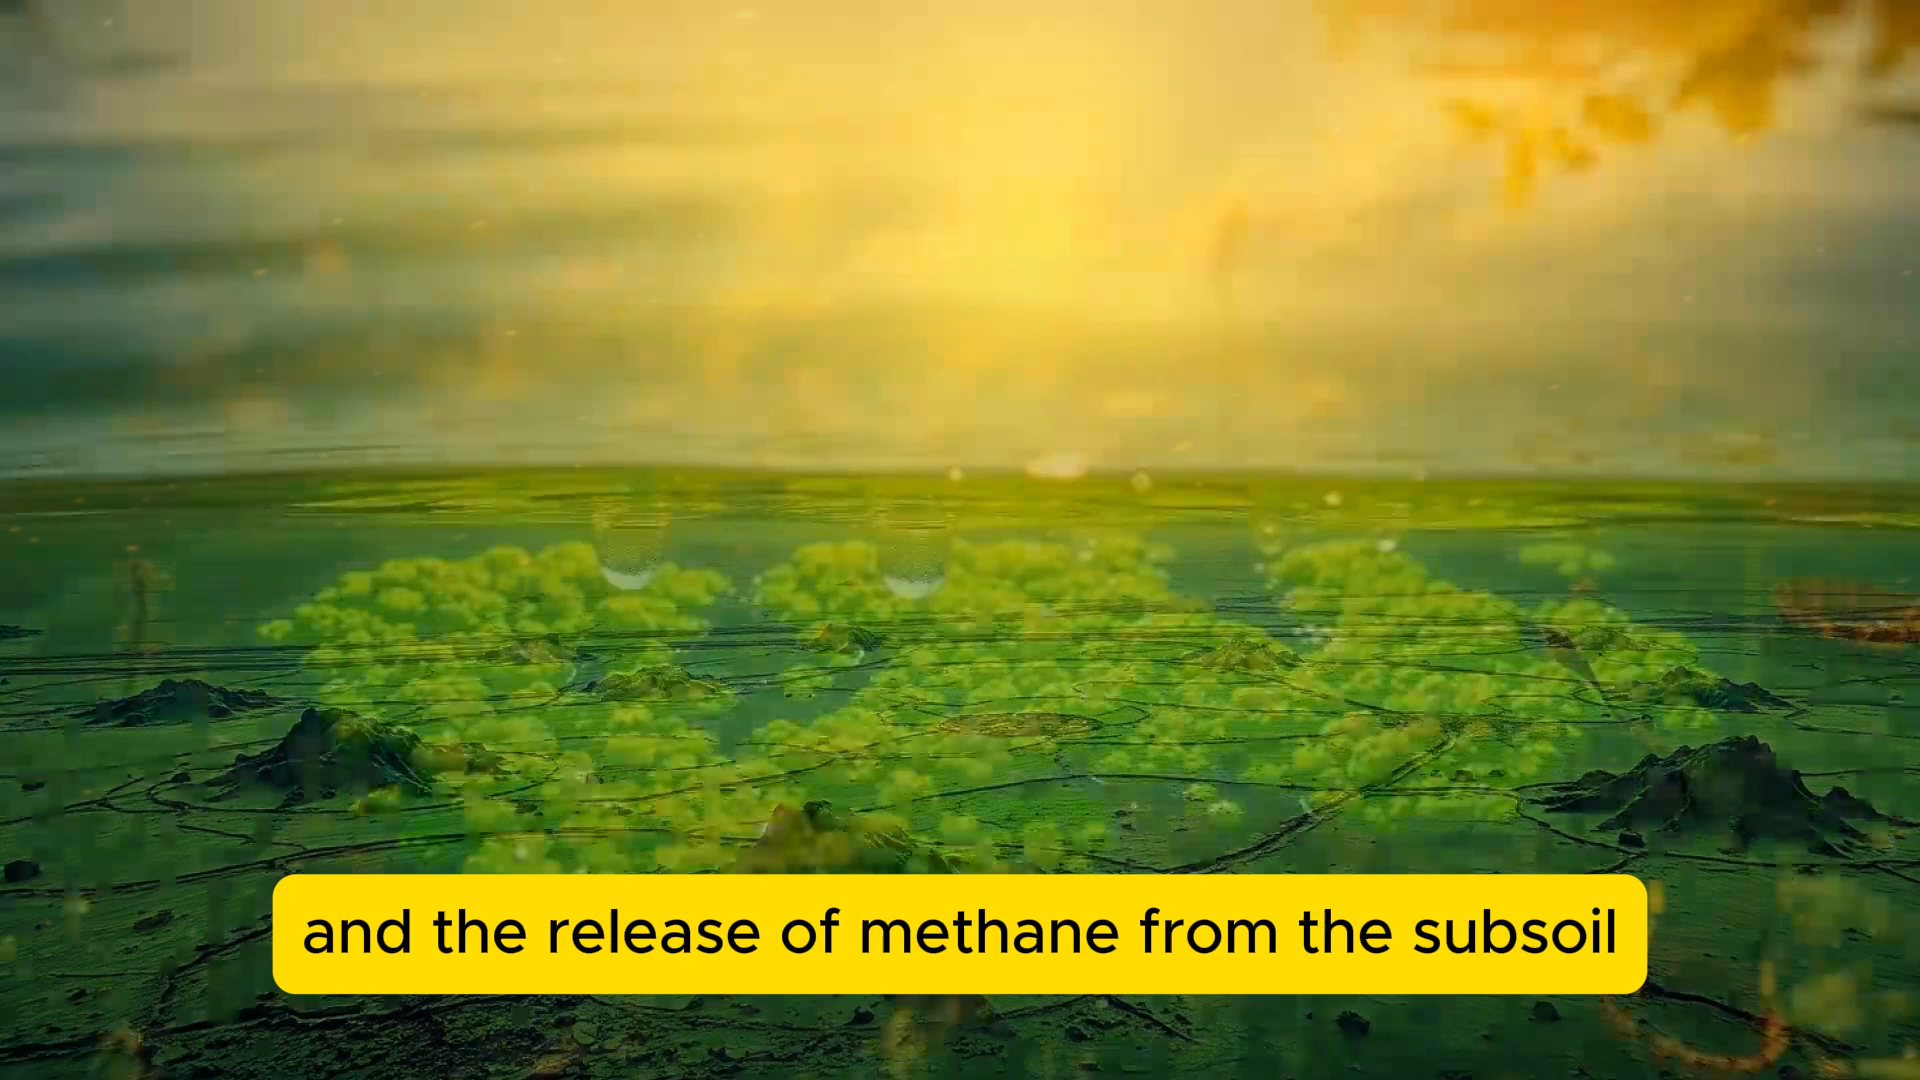 and the release of methane from the subsoil